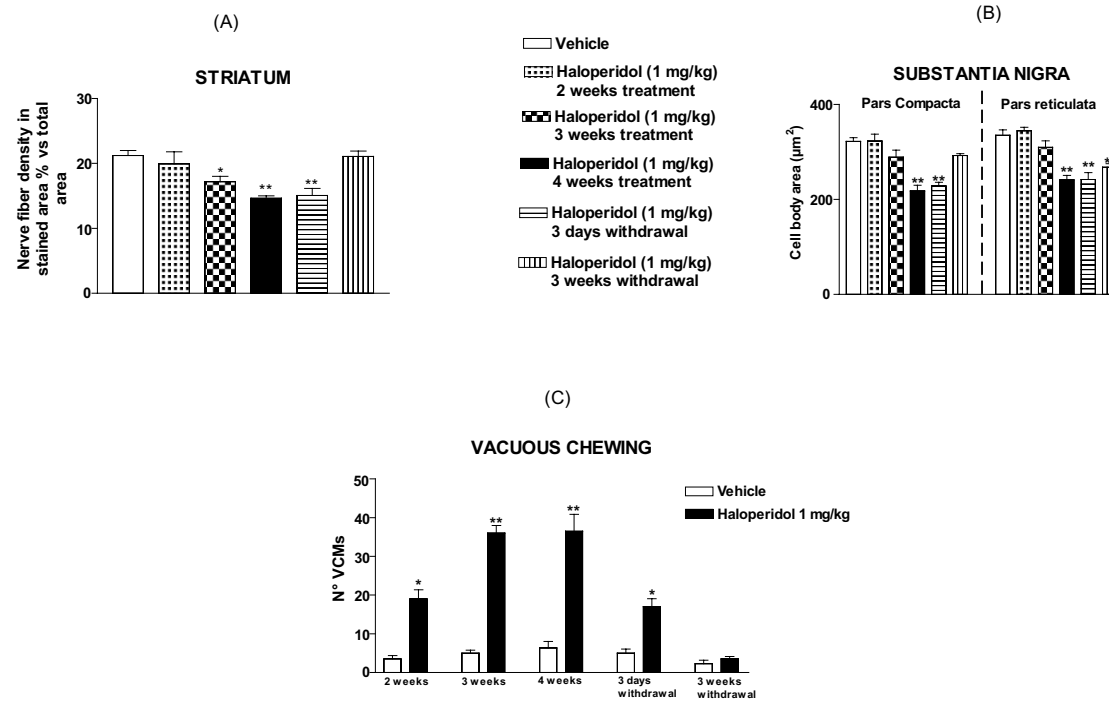 (A)
STRIATUM
Nerve fiber density in
stained area % vs total
area
30
20
10
0
*
**
**
Vehicle
Haloperidol (1 mg/kg)
2 weeks treatment
Haloperidol (1 mg/kg)
3 weeks treatment
Haloperidol (1 mg/kg)
4 weeks treatment
Haloperidol (1 mg/kg)
3 days withdrawal
Haloperidol (1 mg/kg)
3 weeks withdrawal
(B)
SUBSTANTIA NIGRA
Pars Compacta
Pars reticulata
Cell body area (µm²)
400
200
0
**
**
**
**
(C)
VACUOUS CHEWING
Vehicle
Haloperidol 1 mg/kg
N° VCMs
50
40
30
20
10
0
*
**
**
*
2 weeks
3 weeks
4 weeks
3 days
withdrawal
3 weeks
withdrawal